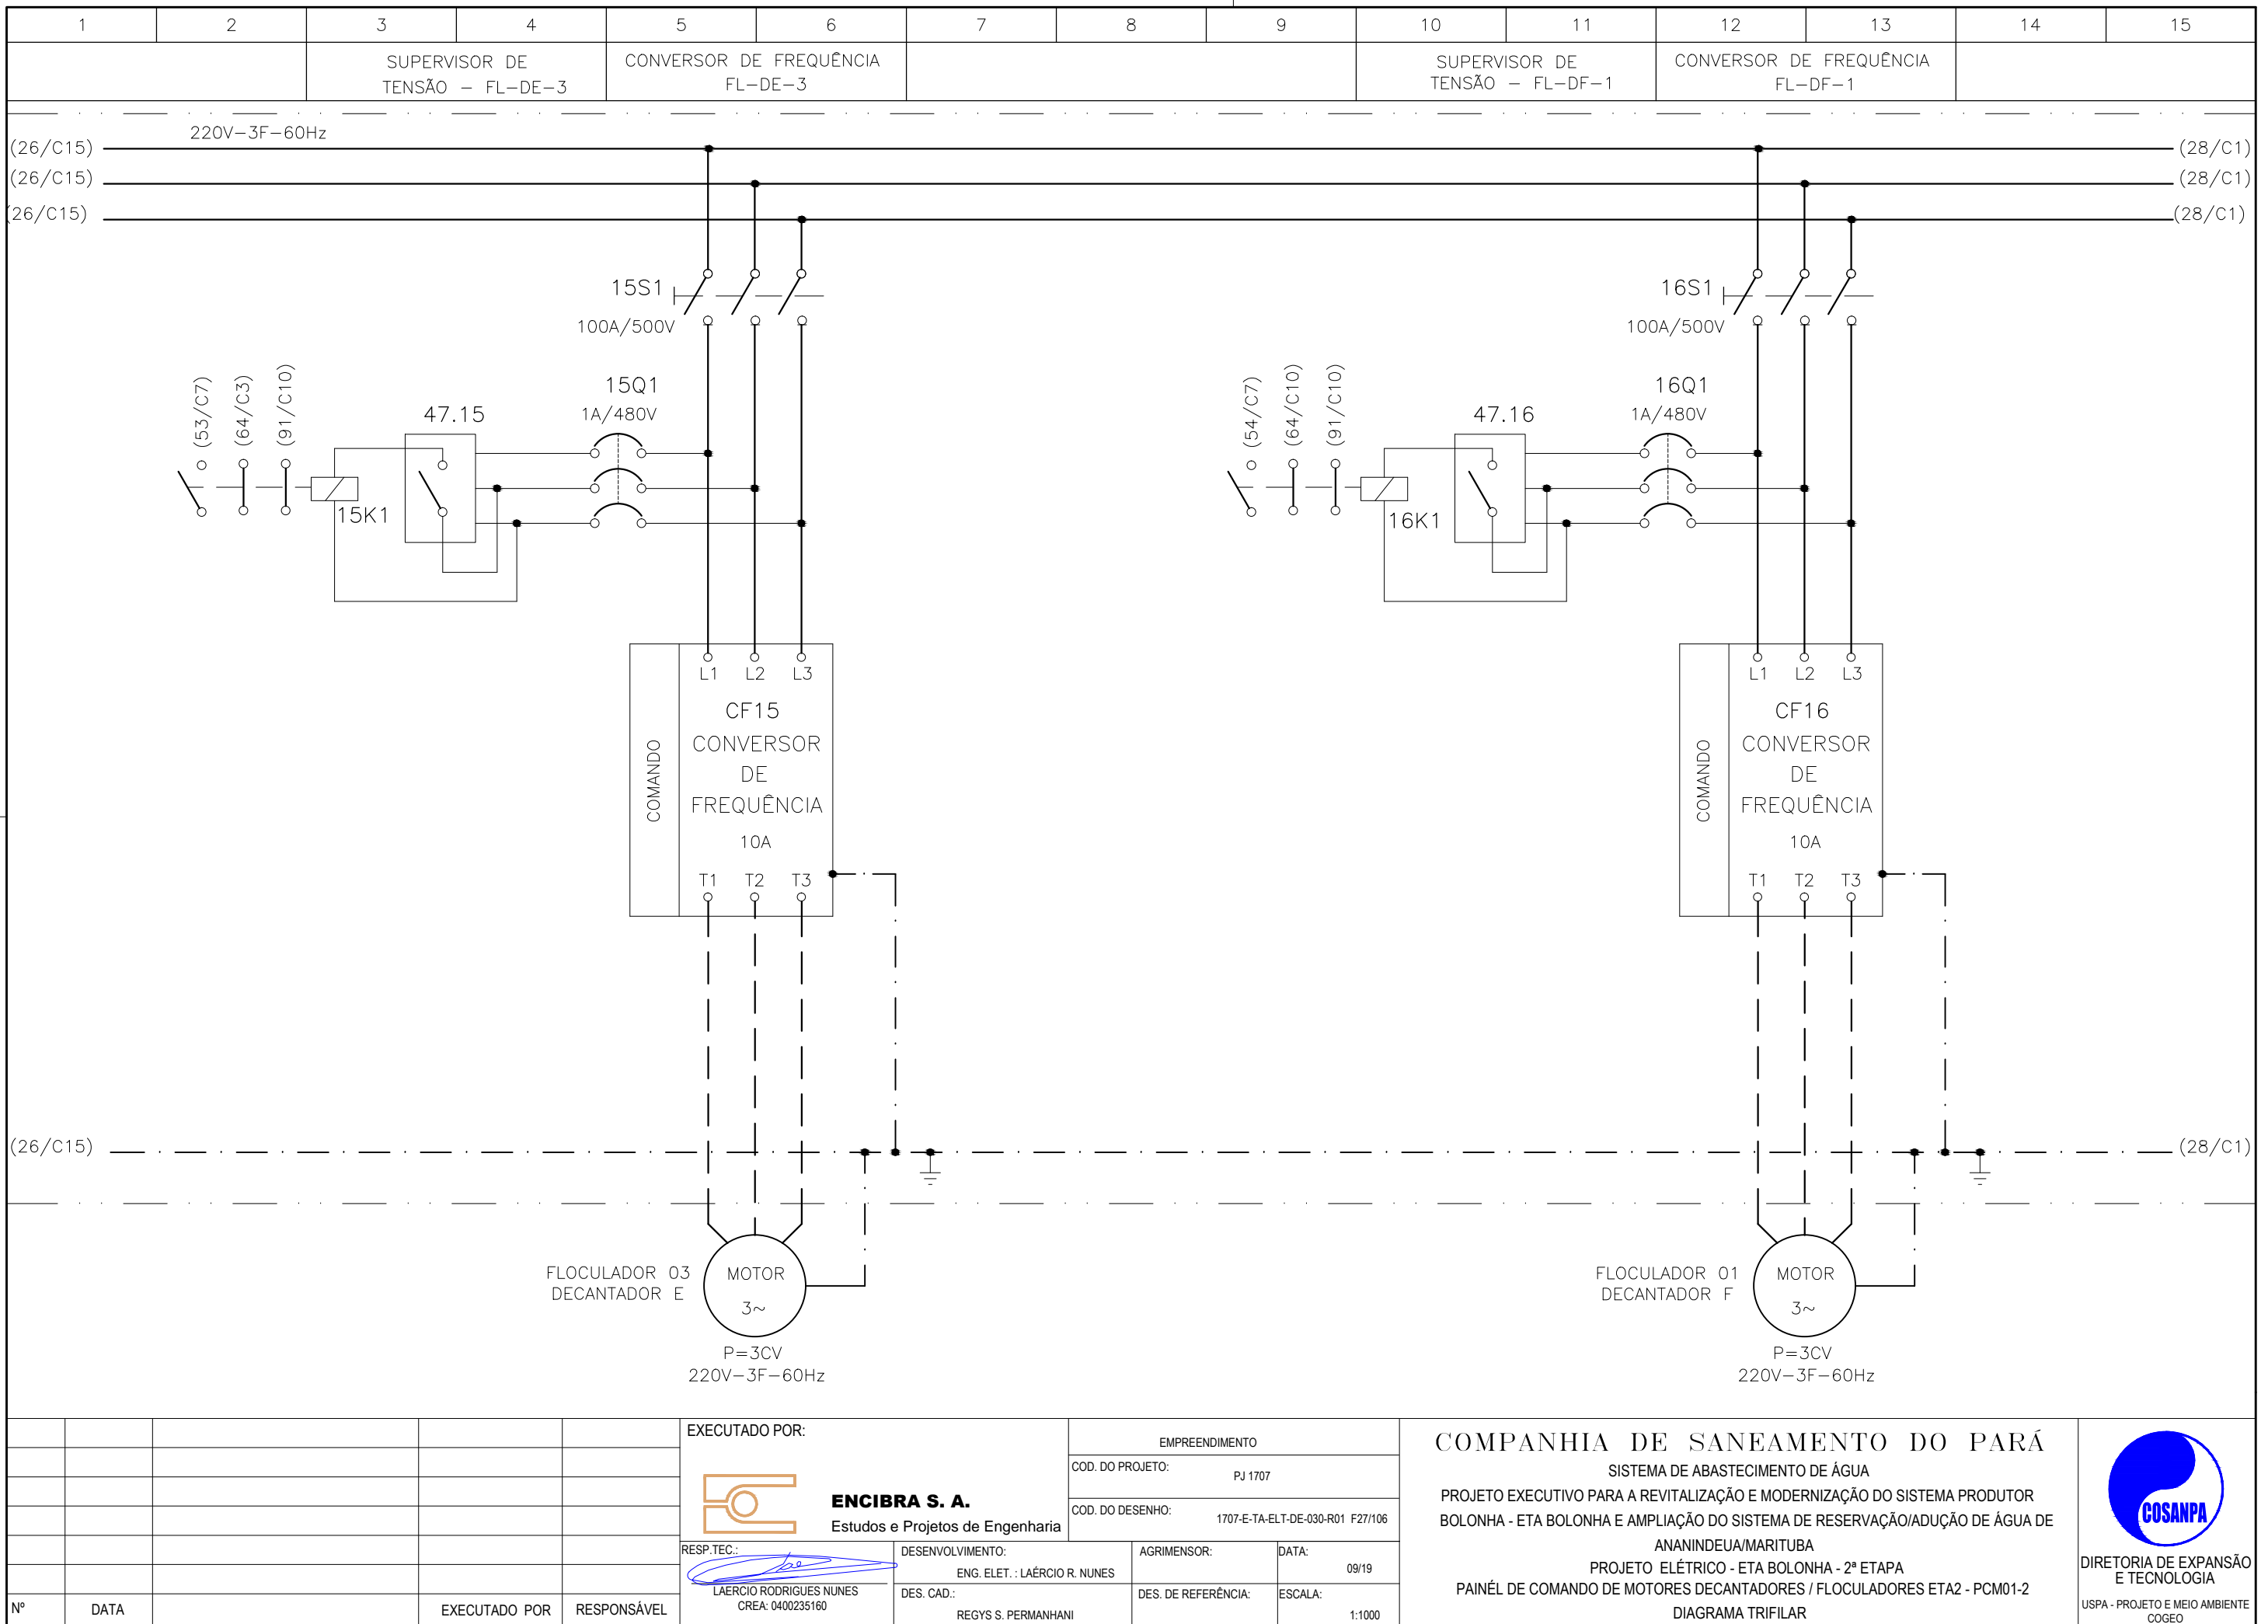 1 2 3 4 5 6 7 8 9 10 11 12 13 14 15
SUPERVISOR DE
TENSÃO - FL-DE-3
CONVERSOR DE FREQUÊNCIA
FL-DE-3
SUPERVISOR DE
TENSÃO - FL-DF-1
CONVERSOR DE FREQUÊNCIA
FL-DF-1
220V-3F-60Hz
(26/C15)
(28/C1)
(26/C15)
(28/C1)
(26/C15)
(28/C1)
15S1
100A/500V
(53/C7)
(64/C3)
(91/C10)
47.15
15Q1
1A/480V
15K1
L1 L2 L3
CF15
CONVERSOR
DE
FREQUÊNCIA
10A
COMANDO
T1 T2 T3
16S1
100A/500V
(54/C7)
(64/C10)
(91/C10)
47.16
16Q1
1A/480V
16K1
L1 L2 L3
CF16
CONVERSOR
DE
FREQUÊNCIA
10A
COMANDO
T1 T2 T3
(26/C15)
(28/C1)
FLOCULADOR 03
DECANTADOR E
MOTOR
3~
P=3CV
220V-3F-60Hz
FLOCULADOR 01
DECANTADOR F
MOTOR
3~
P=3CV
220V-3F-60Hz
Nº DATA EXECUTADO POR RESPONSÁVEL
EXECUTADO POR:
ENCIBRA S. A.
Estudos e Projetos de Engenharia
RESP.TEC.:
LAERCIO RODRIGUES NUNES
CREA: 0400235160
EMPREENDIMENTO
COD. DO PROJETO:
PJ 1707
COD. DO DESENHO:
1707-E-TA-ELT-DE-030-R01 F27/106
DESENVOLVIMENTO:
ENG. ELET. : LAÉRCIO R. NUNES
AGRIMENSOR:
DATA:
09/19
DES. CAD.:
REGYS S. PERMANHANI
DES. DE REFERÊNCIA:
ESCALA:
1:1000
COMPANHIA DE SANEAMENTO DO PARÁ
SISTEMA DE ABASTECIMENTO DE ÁGUA
PROJETO EXECUTIVO PARA A REVITALIZAÇÃO E MODERNIZAÇÃO DO SISTEMA PRODUTOR
BOLONHA - ETA BOLONHA E AMPLIAÇÃO DO SISTEMA DE RESERVAÇÃO/ADUÇÃO DE ÁGUA DE
ANANINDEUA/MARITUBA
PROJETO ELÉTRICO - ETA BOLONHA - 2ª ETAPA
PAINÉL DE COMANDO DE MOTORES DECANTADORES / FLOCULADORES ETA2 - PCM01-2
DIAGRAMA TRIFILAR
COSANPA
DIRETORIA DE EXPANSÃO
E TECNOLOGIA
USPA - PROJETO E MEIO AMBIENTE
COGEO